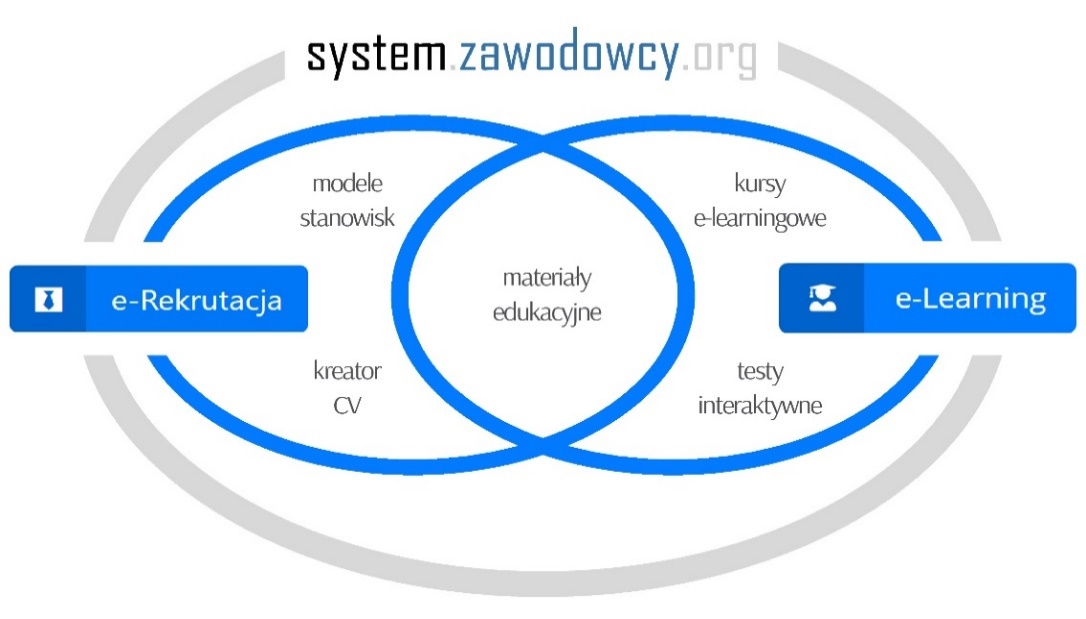 system.zawodowcy.org
modele
stanowisk
kursy
e-learningowe
materiały
edukacyjne
e-Rekrutacja
e-Learning
kreator
CV
testy
interaktywne